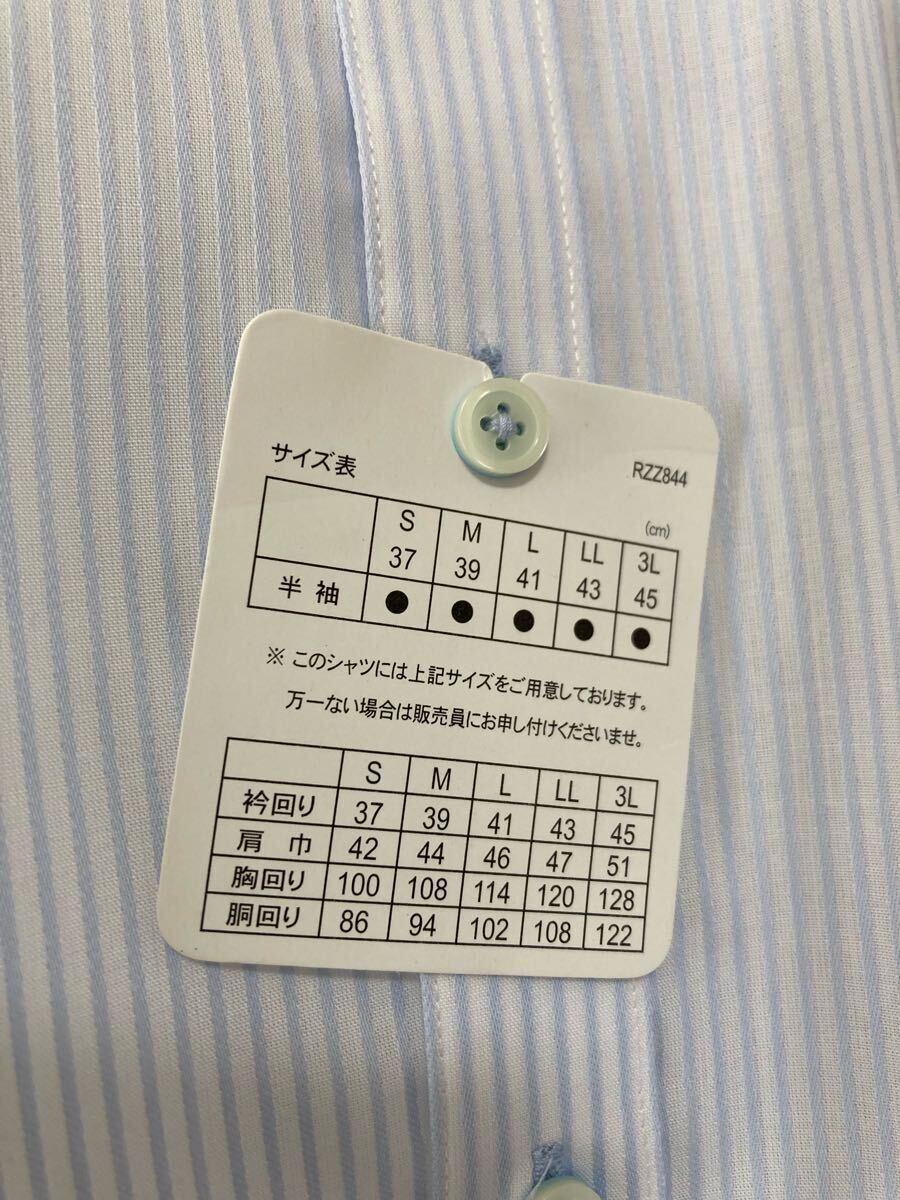 サイズ表
RZZ844
(cm)
S M L LL 3L
37 39 41 43 45
半袖 ● ● ● ● ●
※ このシャツには上記サイズをご用意しております。
万一ない場合は販売員にお申し付けくださいませ。
S M L LL 3L
衿回り 37 39 41 43 45
肩巾 42 44 46 47 51
胸回り 100 108 114 120 128
胴回り 86 94 102 108 122